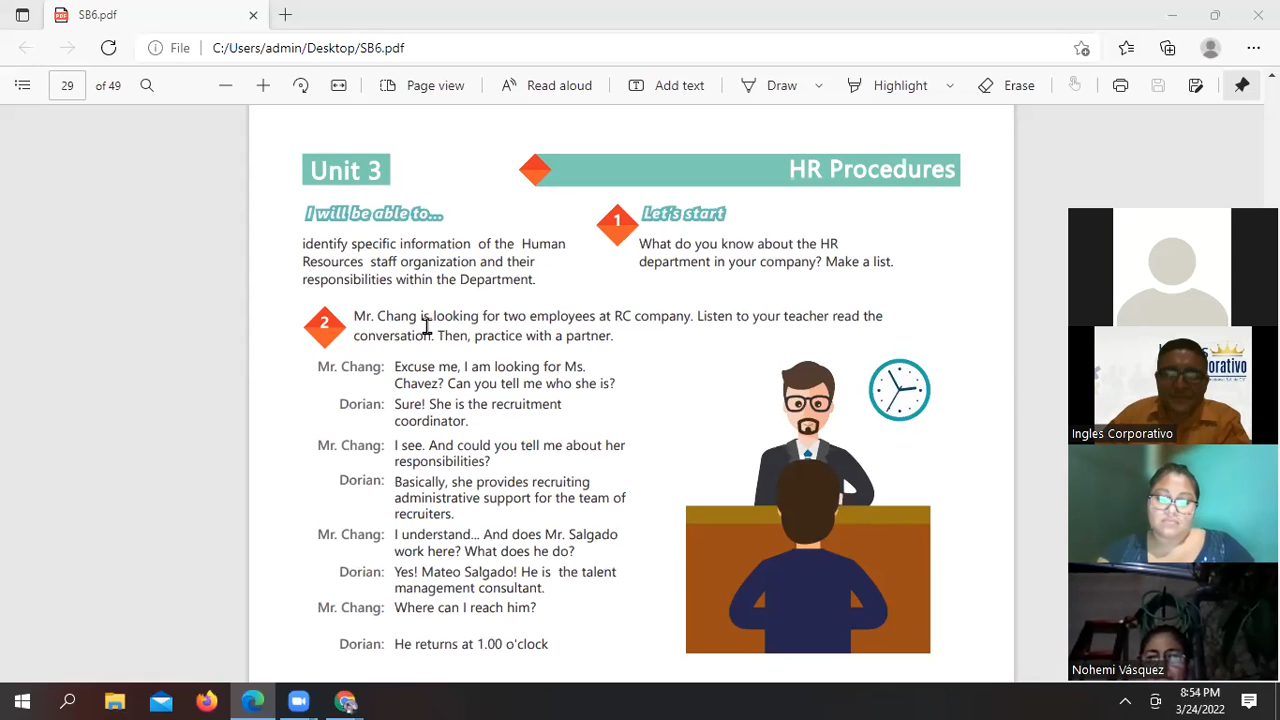 SB6.pdf
File
C:/Users/admin/Desktop/SB6.pdf
29 of 49
Page view
Read aloud
Add text
Draw
Highlight
Erase
Unit 3
HR Procedures
I will be able to...
identify specific information of the Human
Resources staff organization and their
responsibilities within the Department.
1 Let's start
What do you know about the HR
department in your company? Make a list.
2
Mr. Chang is looking for two employees at RC company. Listen to your teacher read the
conversation. Then, practice with a partner.
Mr. Chang: Excuse me, I am looking for Ms.
Chavez? Can you tell me who she is?
Dorian: Sure! She is the recruitment
coordinator.
Mr. Chang: I see. And could you tell me about her
responsibilities?
Dorian: Basically, she provides recruiting
administrative support for the team of
recruiters.
Mr. Chang: I understand... And does Mr. Salgado
work here? What does he do?
Dorian: Yes! Mateo Salgado! He is the talent
management consultant.
Mr. Chang: Where can I reach him?
Dorian: He returns at 1.00 o'clock
Ingles Corporativo
Nohemi Vásquez
8:54 PM
3/24/2022